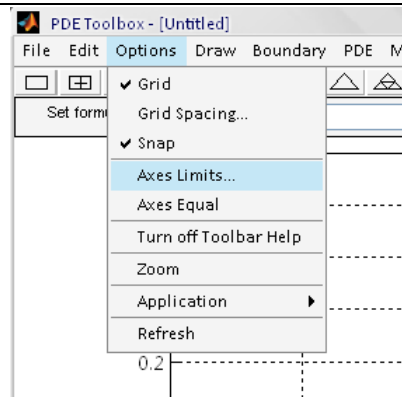 PDE Toolbox - [Untitled]
File Edit Options Draw Boundary PDE M
Set formu
✔ Grid
Grid Spacing...
✔ Snap
Axes Limits...
Axes Equal
Turn off Toolbar Help
Zoom
Application
Refresh
0.2